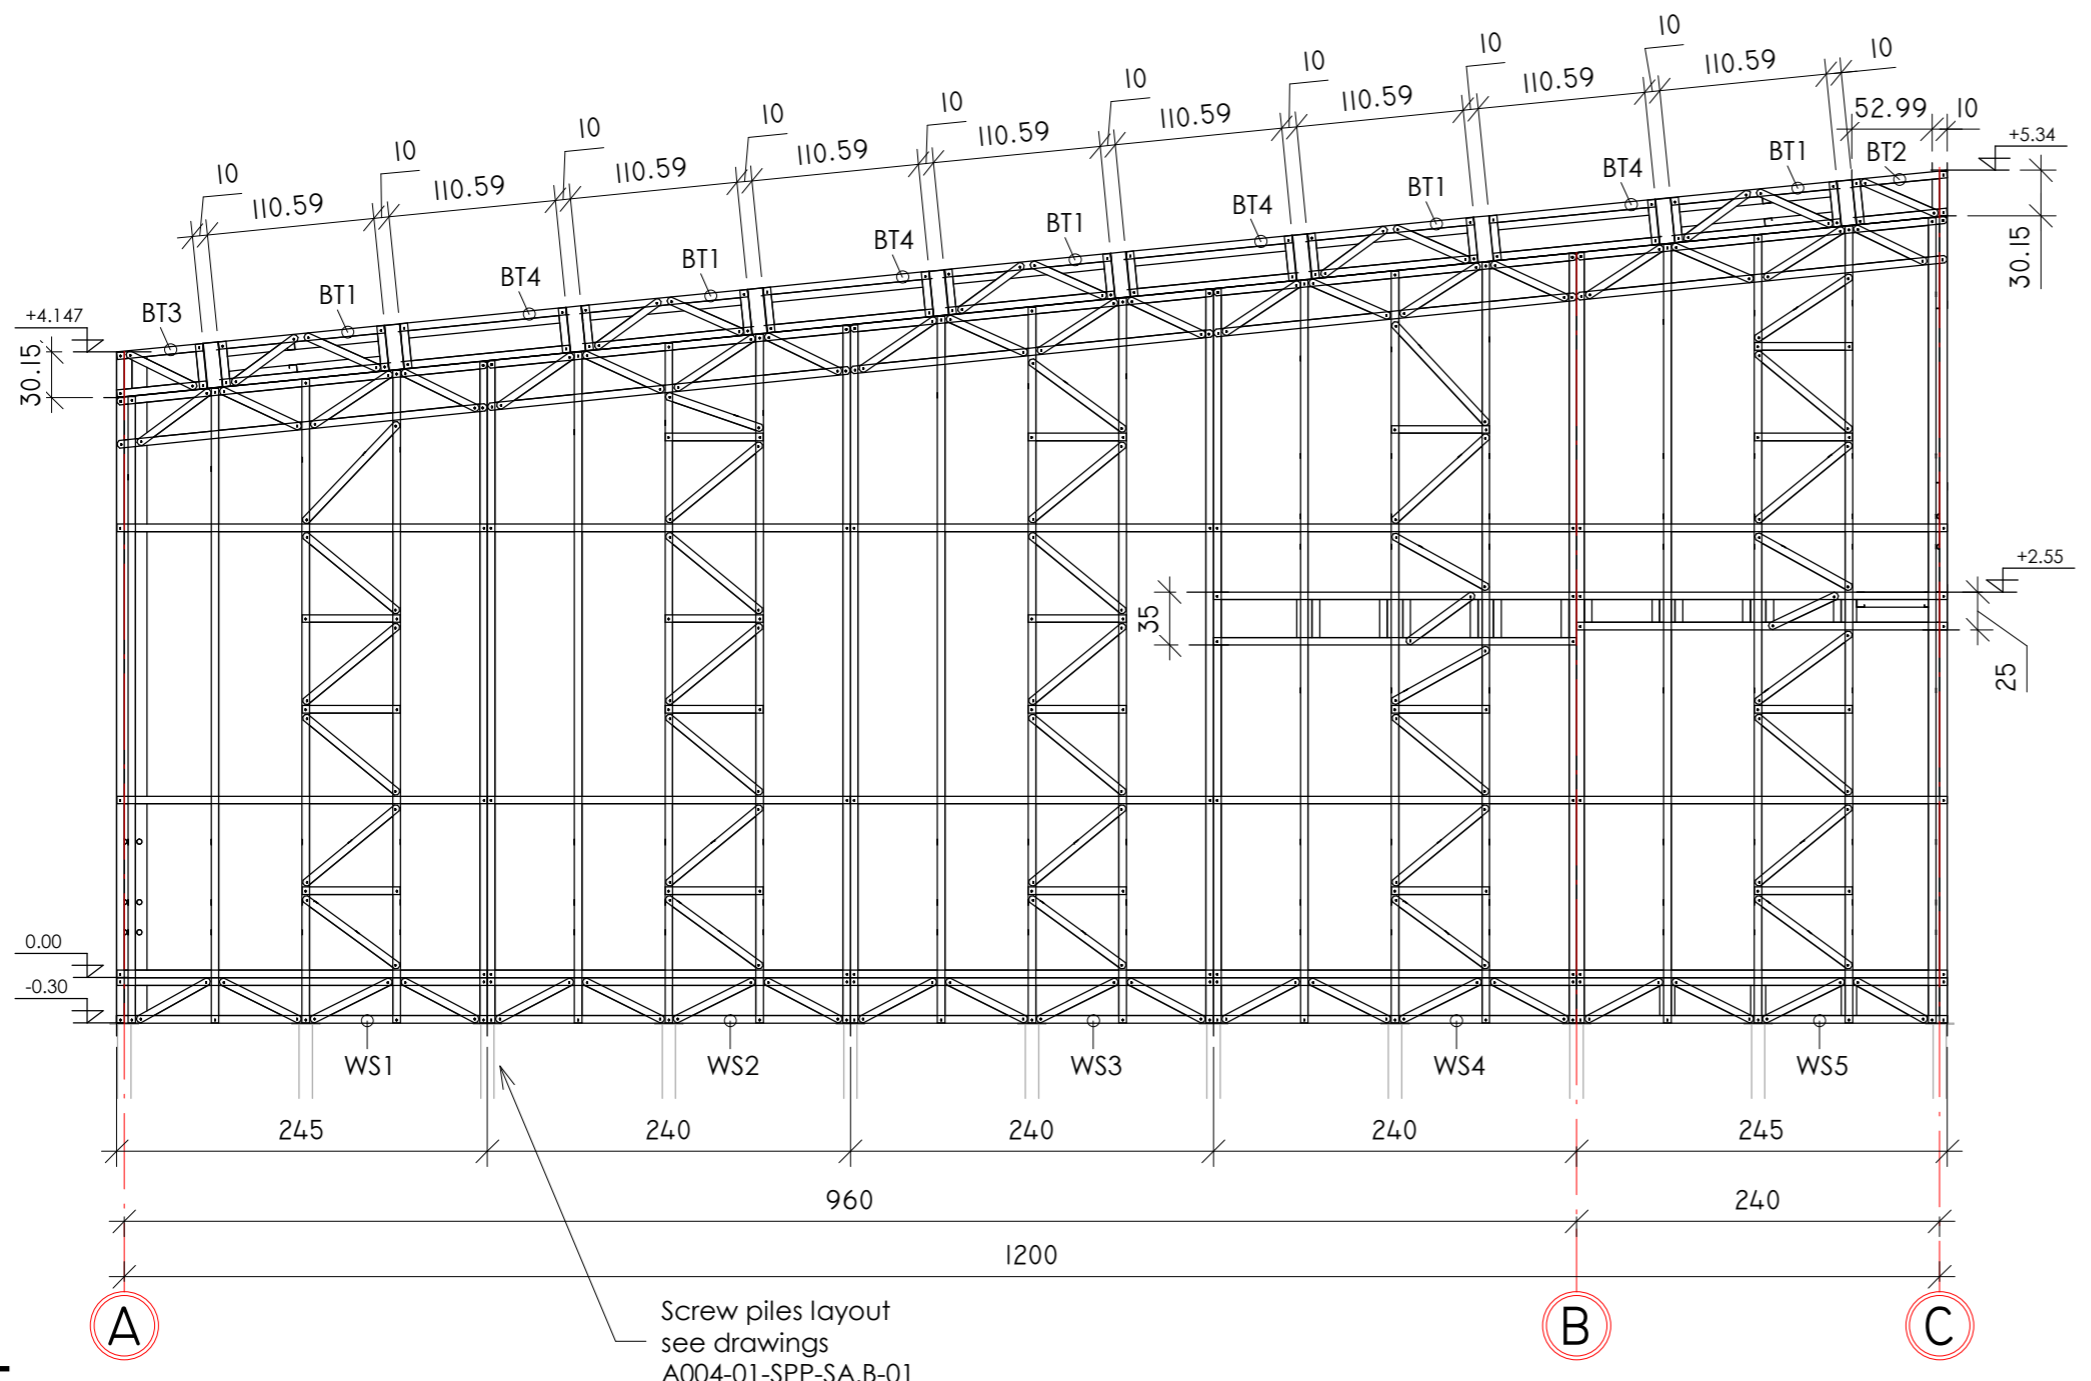 10
10
10
10
10
10
10
10
10
10
110.59
110.59
110.59
110.59
110.59
110.59
110.59
110.59
110.59
52.99
10
+5.34
BT3
BT1
BT4
BT1
BT4
BT1
BT4
BT1
BT4
BT1
BT2
+4.147
30.15
30.15
+2.55
35
25
0.00
-0.30
WS1
WS2
WS3
WS4
WS5
245
240
240
240
245
960
240
1200
A
B
C
Screw piles layout
see drawings
A004-01-SPP-SA.B-01